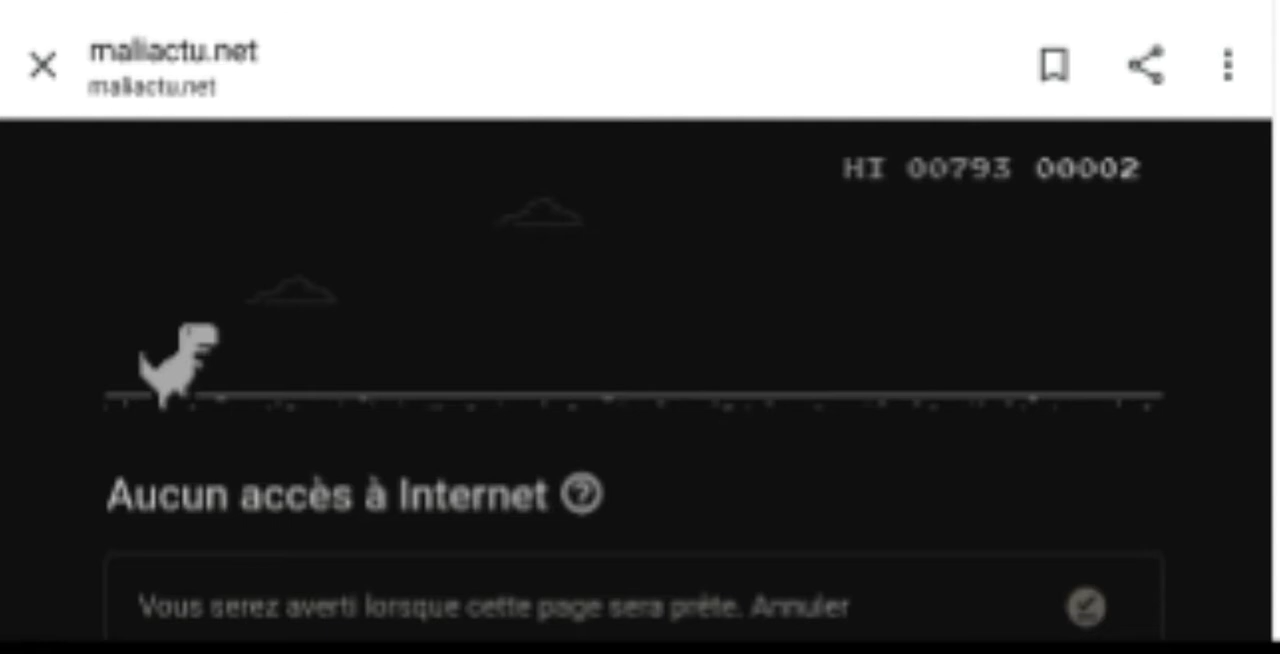 maliactu.net
maliactu.net
HI 00793 00002
Aucun accès à Internet
Vous serez averti lorsque cette page sera prête. Annuler